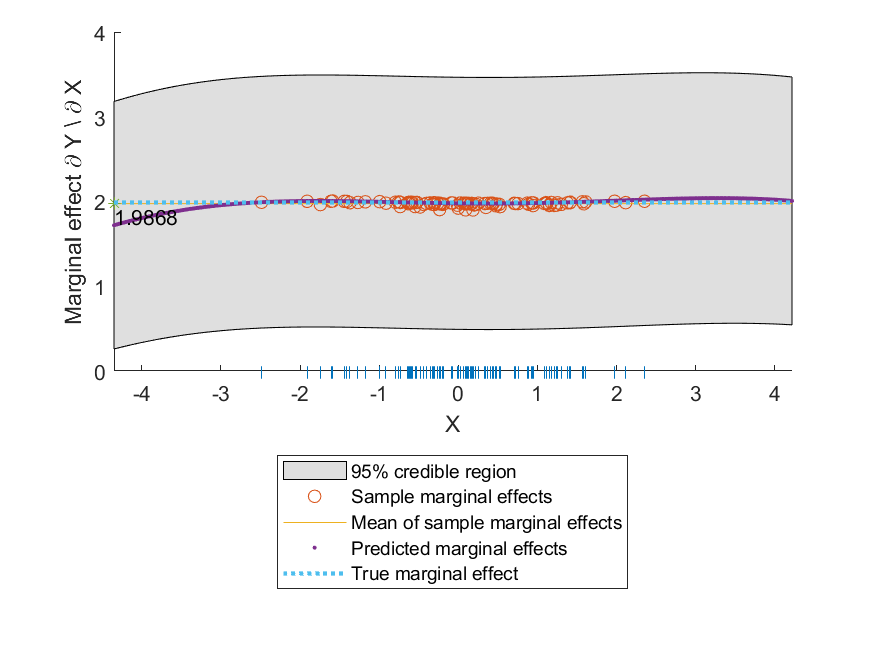 4
3
2
1
0
Marginal effect ∂ Y \ ∂ X
1.9868
-4 -3 -2 -1 0 1 2 3 4
X
95% credible region
Sample marginal effects
Mean of sample marginal effects
Predicted marginal effects
True marginal effect